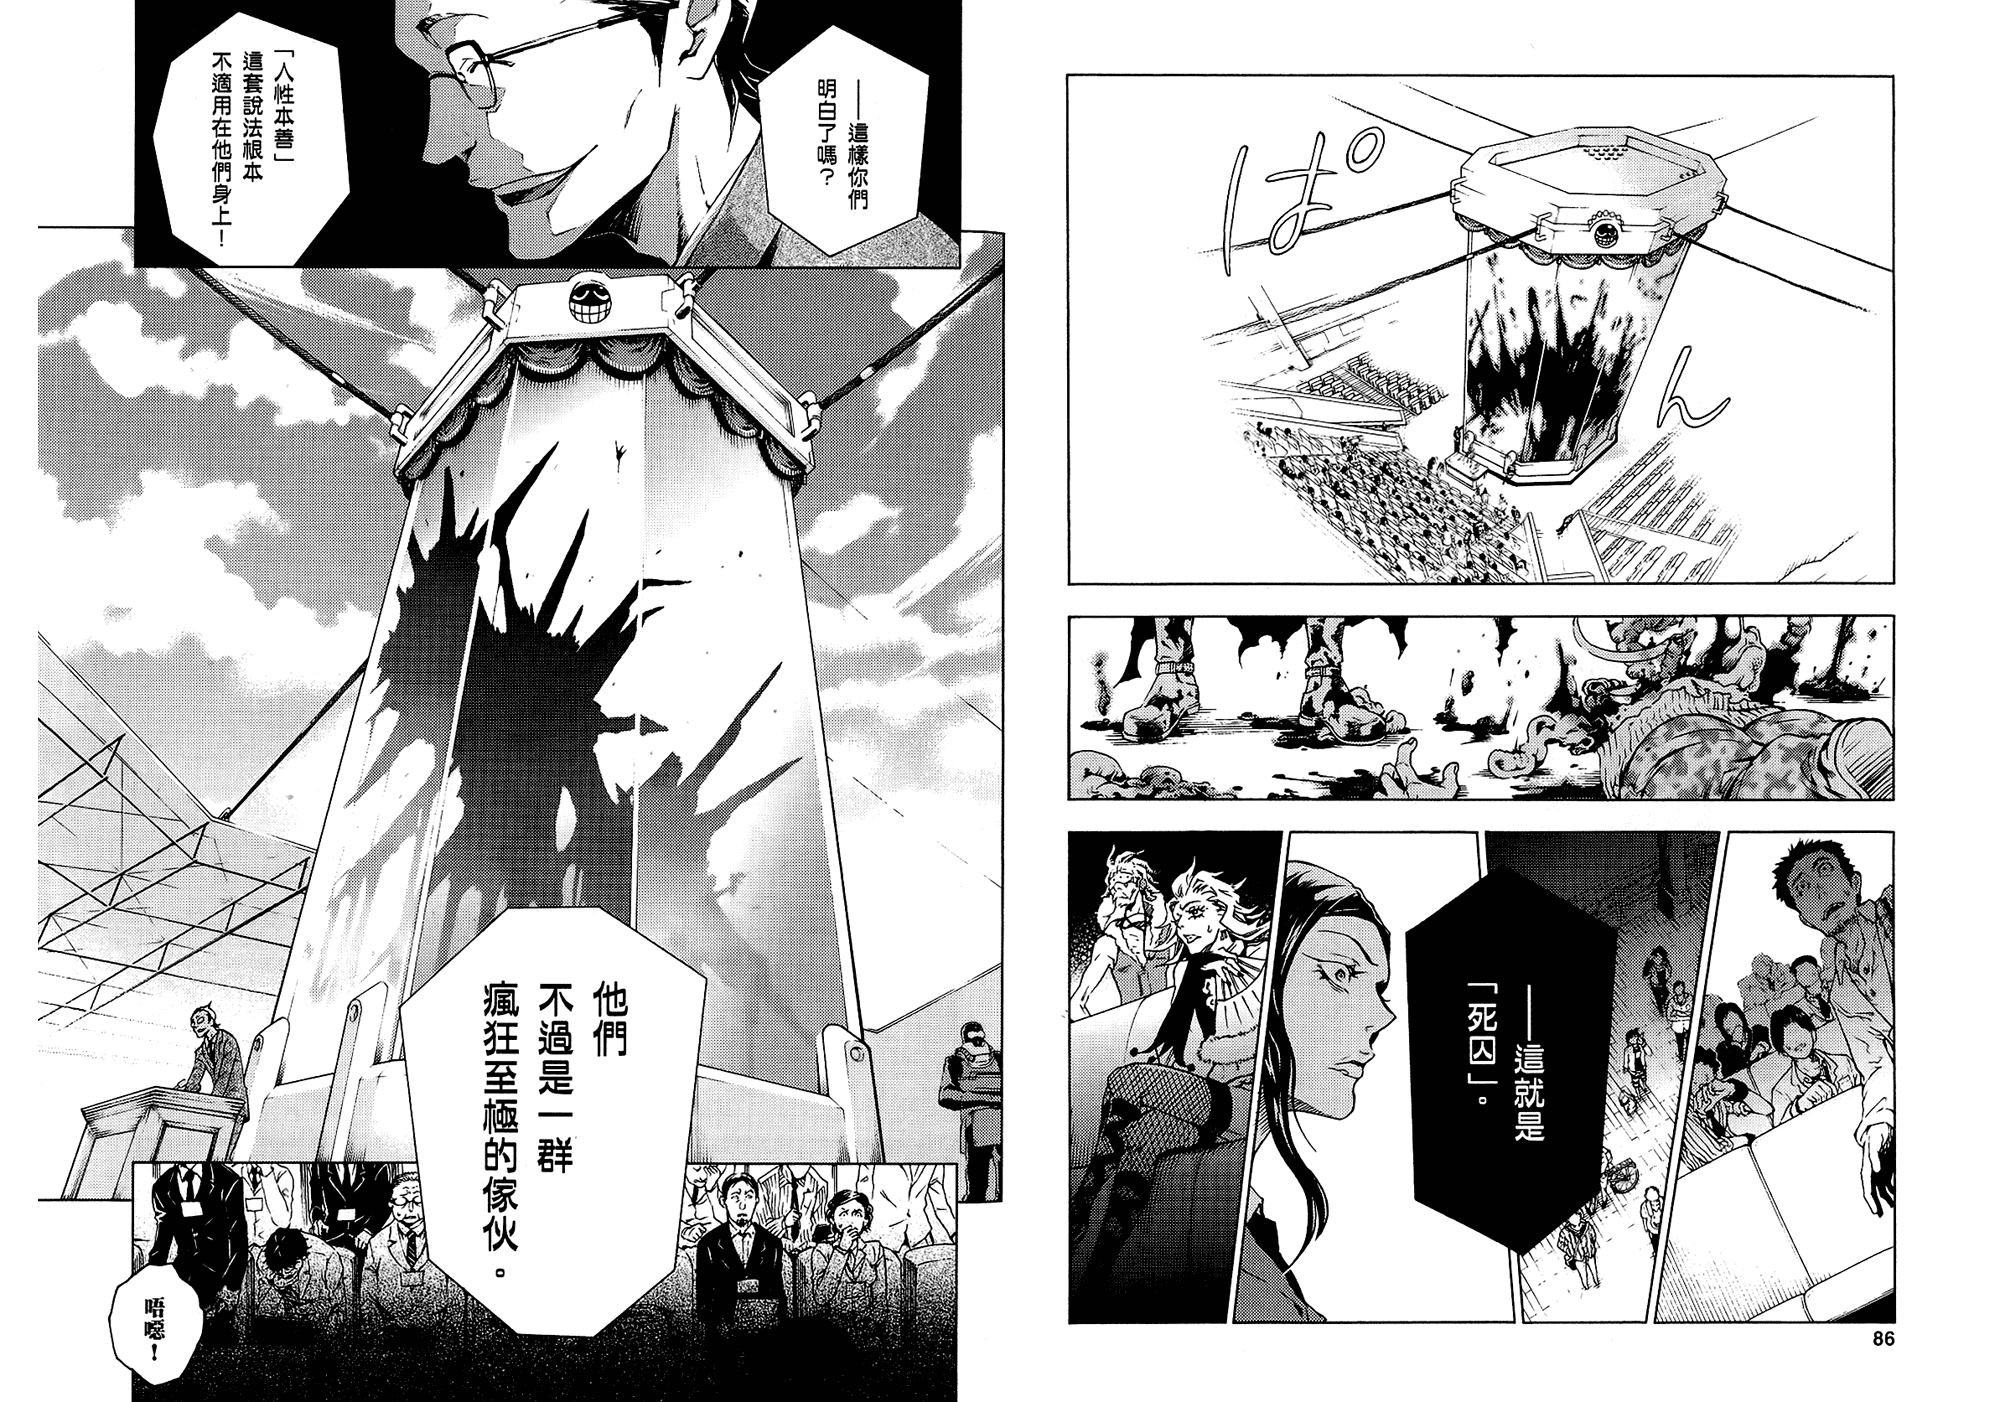 ぱん
——這就是
「死囚」。
86
——這樣你們
明白了嗎？
「人性本善」
這套說法根本
不適用在他們身上！
他們
不過是一群
瘋狂至極的傢伙。
唔噁！